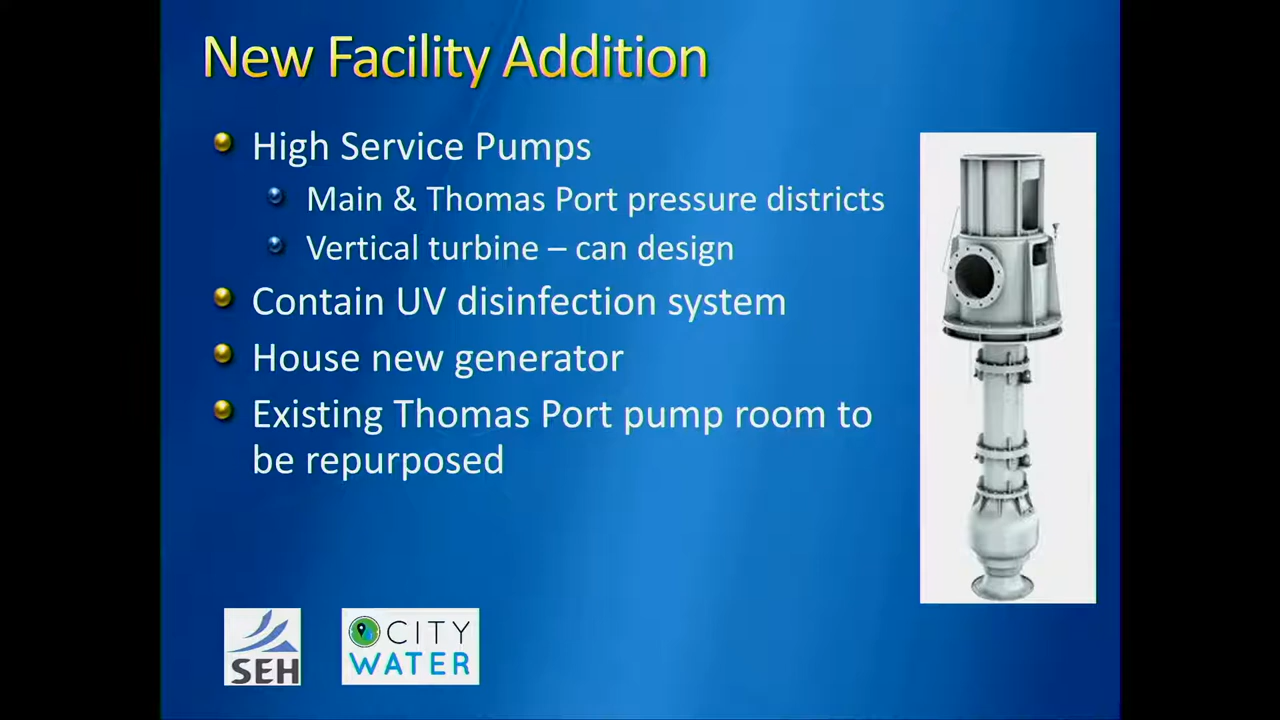 New Facility Addition
High Service Pumps
Main & Thomas Port pressure districts
Vertical turbine – can design
Contain UV disinfection system
House new generator
Existing Thomas Port pump room to
be repurposed
SEH
CITY
WATER